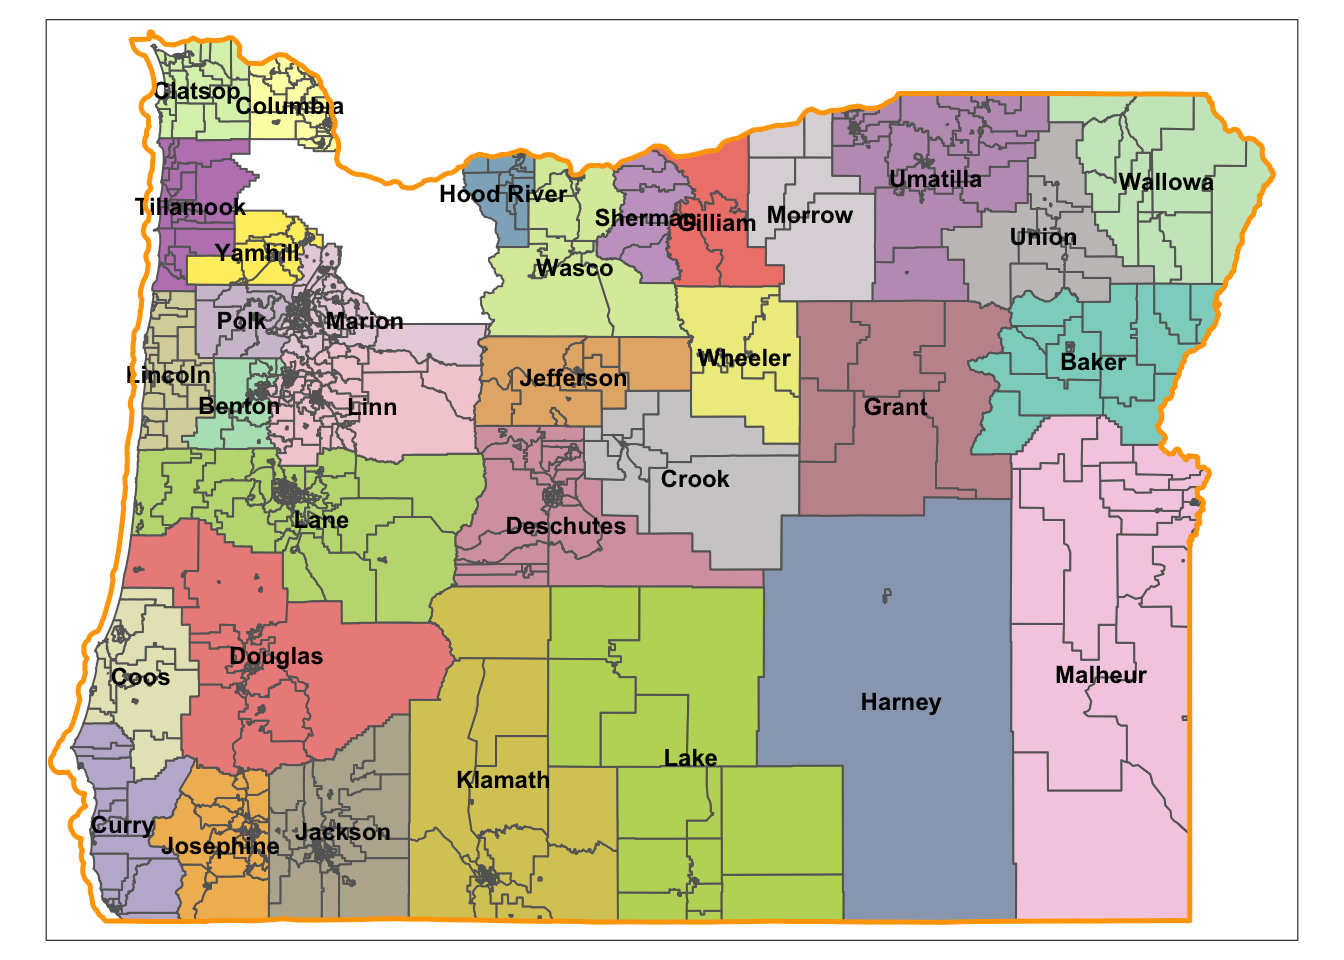 Clatsop
Columbia
Tillamook
Hood River
Sherman
Gilliam
Morrow
Umatilla
Wallowa
Union
Yamhill
Wasco
Polk
Marion
Wheeler
Baker
Lincoln
Jefferson
Benton
Linn
Grant
Crook
Lane
Deschutes
Douglas
Coos
Malheur
Harney
Lake
Klamath
Curry
Josephine
Jackson